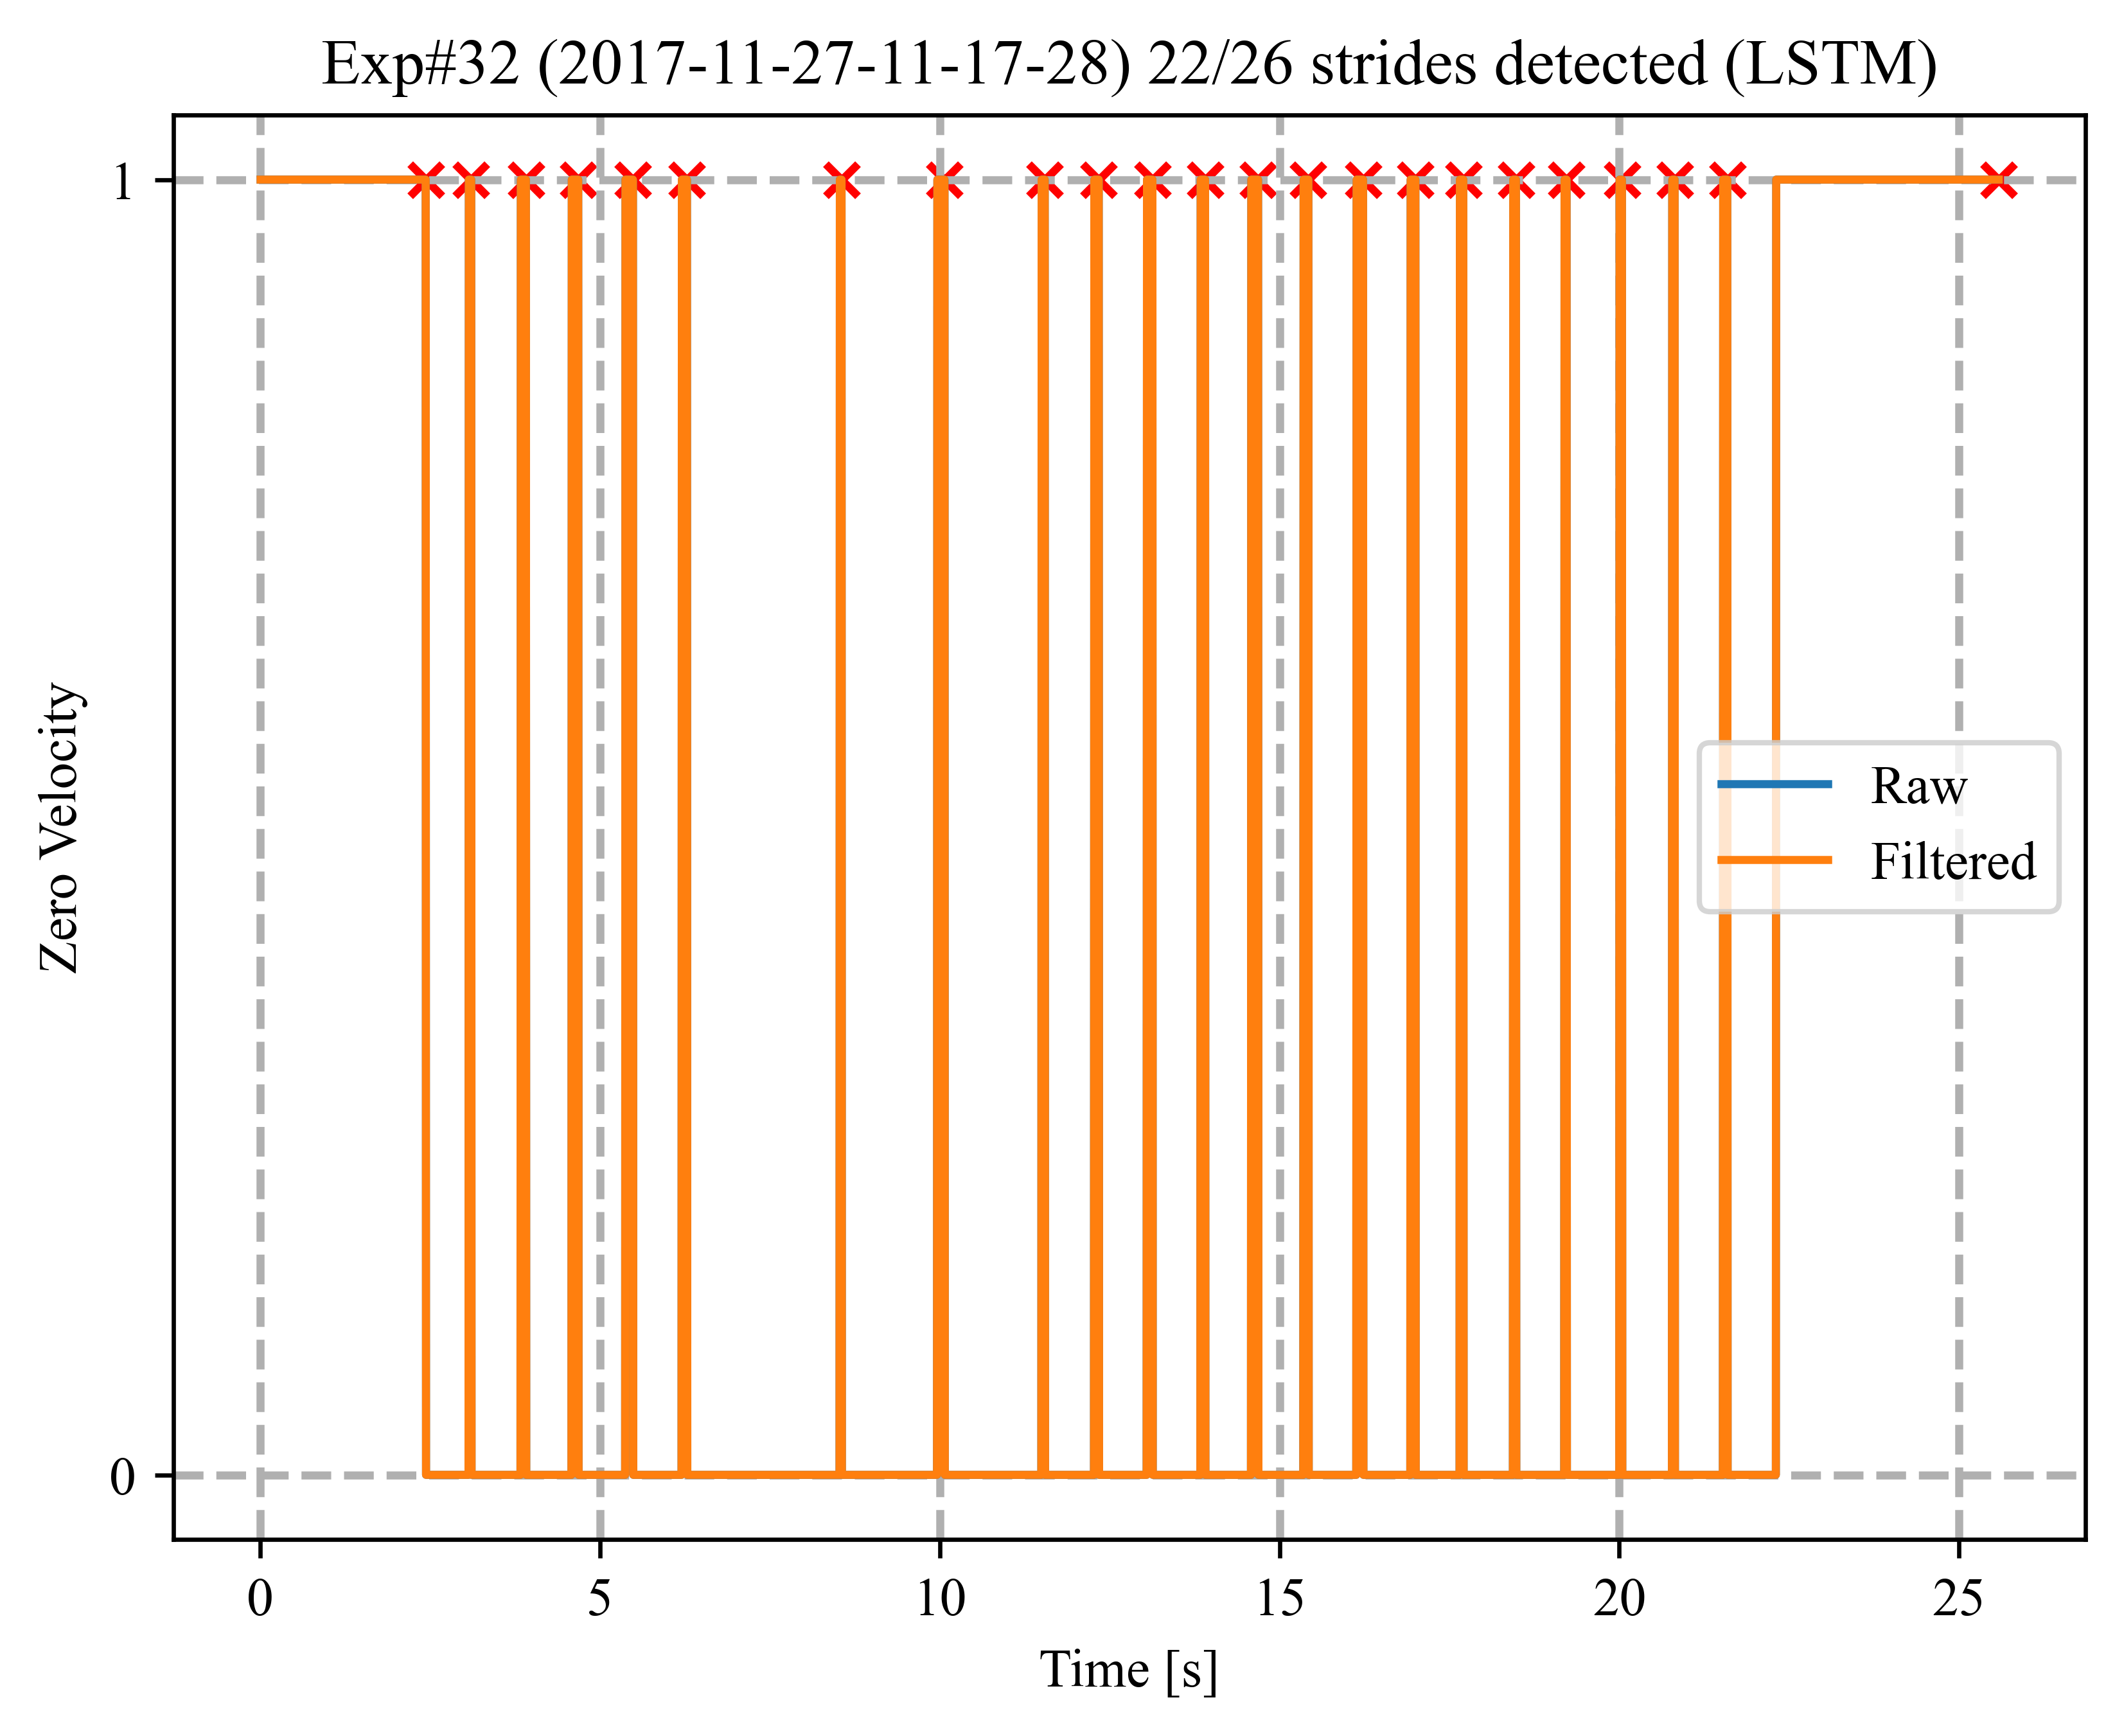 Exp#32 (2017-11-27-11-17-28) 22/26 strides detected (LSTM)
1
0
Zero Velocity
Raw
Filtered
0 5 10 15 20 25
Time [s]